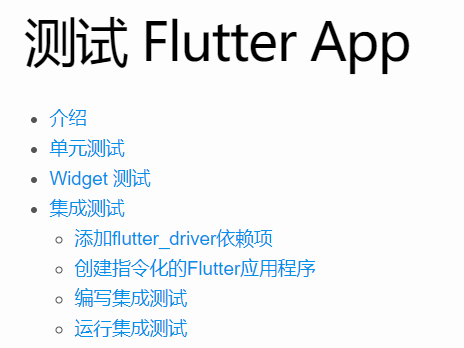 测试 Flutter App
介绍
单元测试
Widget 测试
集成测试
添加flutter_driver依赖项
创建指令化的Flutter应用程序
编写集成测试
运行集成测试